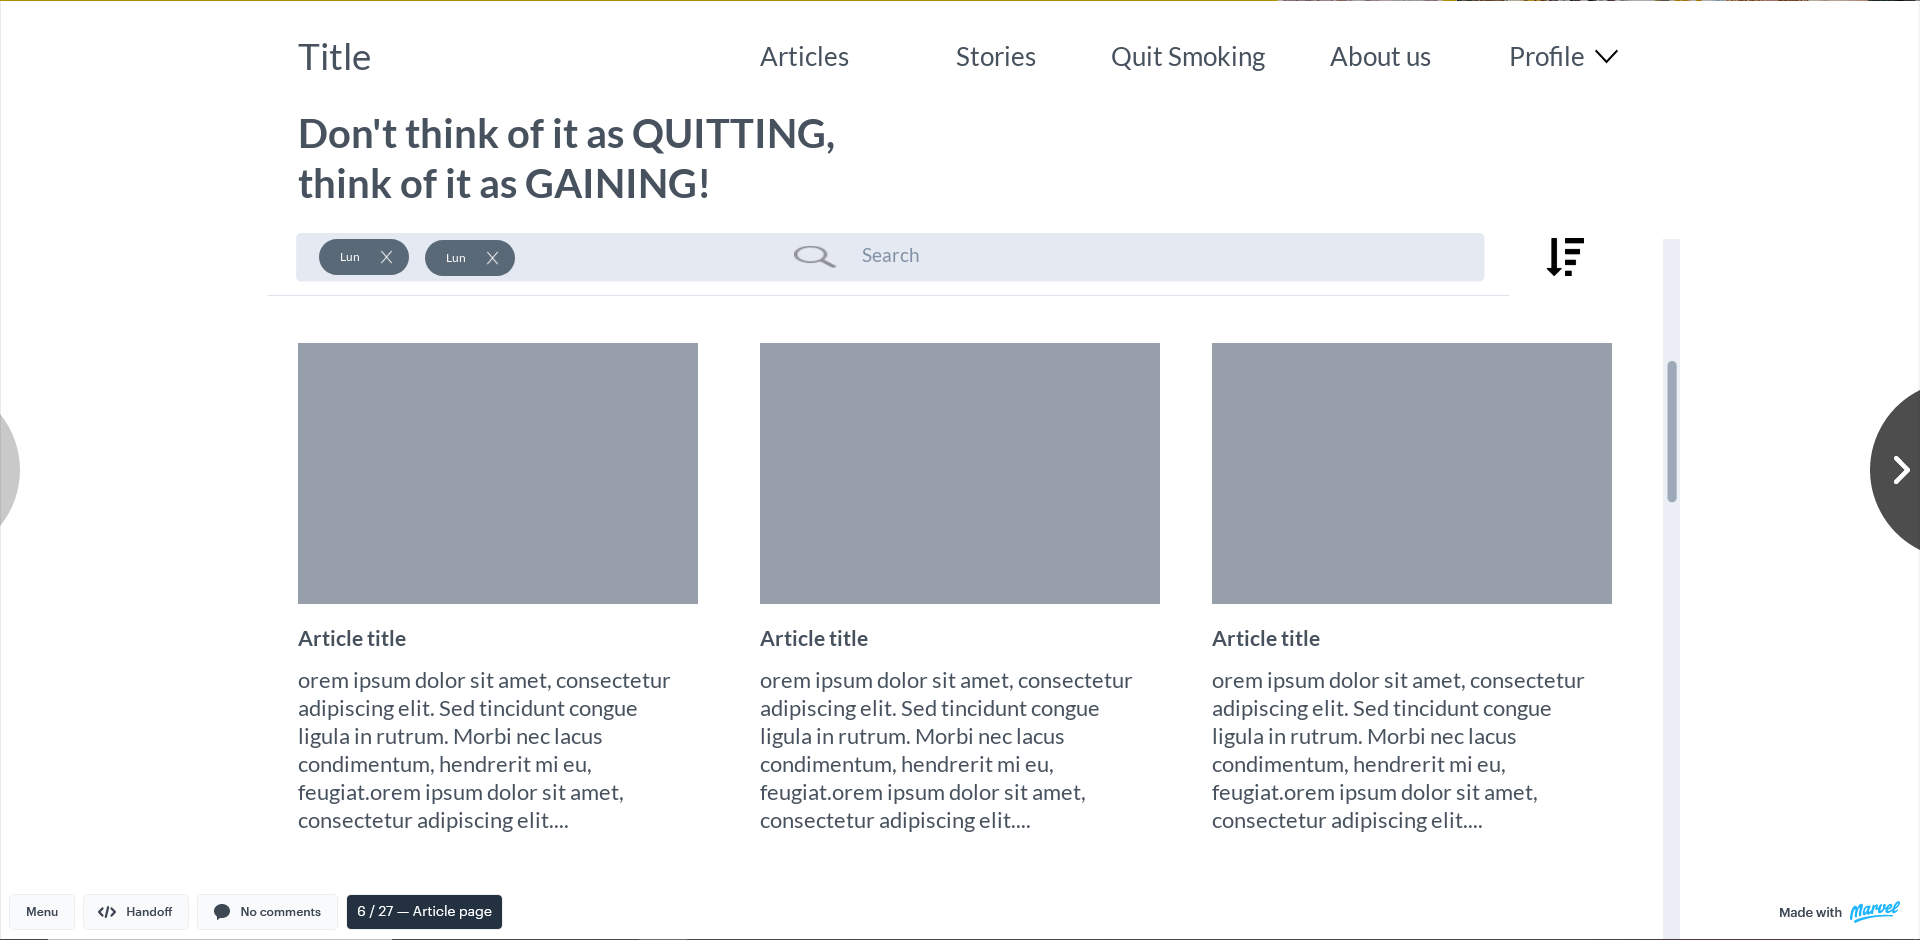 Title
Articles
Stories
Quit Smoking
About us
Profile
Don't think of it as QUITTING,
think of it as GAINING!
Lun
Lun
Search
Article title
orem ipsum dolor sit amet, consectetur
adipiscing elit. Sed tincidunt congue
ligula in rutrum. Morbi nec lacus
condimentum, hendrerit mi eu,
feugiat.orem ipsum dolor sit amet,
consectetur adipiscing elit....
Article title
orem ipsum dolor sit amet, consectetur
adipiscing elit. Sed tincidunt congue
ligula in rutrum. Morbi nec lacus
condimentum, hendrerit mi eu,
feugiat.orem ipsum dolor sit amet,
consectetur adipiscing elit....
Article title
orem ipsum dolor sit amet, consectetur
adipiscing elit. Sed tincidunt congue
ligula in rutrum. Morbi nec lacus
condimentum, hendrerit mi eu,
feugiat.orem ipsum dolor sit amet,
consectetur adipiscing elit....
Menu
Handoff
No comments
6 / 27 — Article page
Made with Marvel